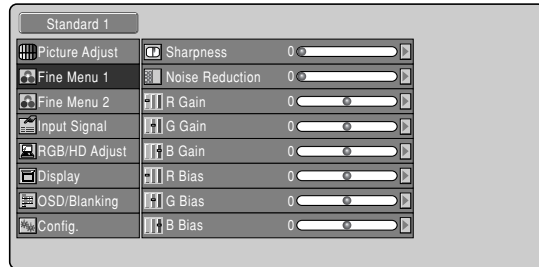 Standard 1
Picture Adjust Sharpness 0
Fine Menu 1 Noise Reduction 0
Fine Menu 2 R Gain 0
Input Signal G Gain 0
RGB/HD Adjust B Gain 0
Display R Bias 0
OSD/Blanking G Bias 0
Config. B Bias 0